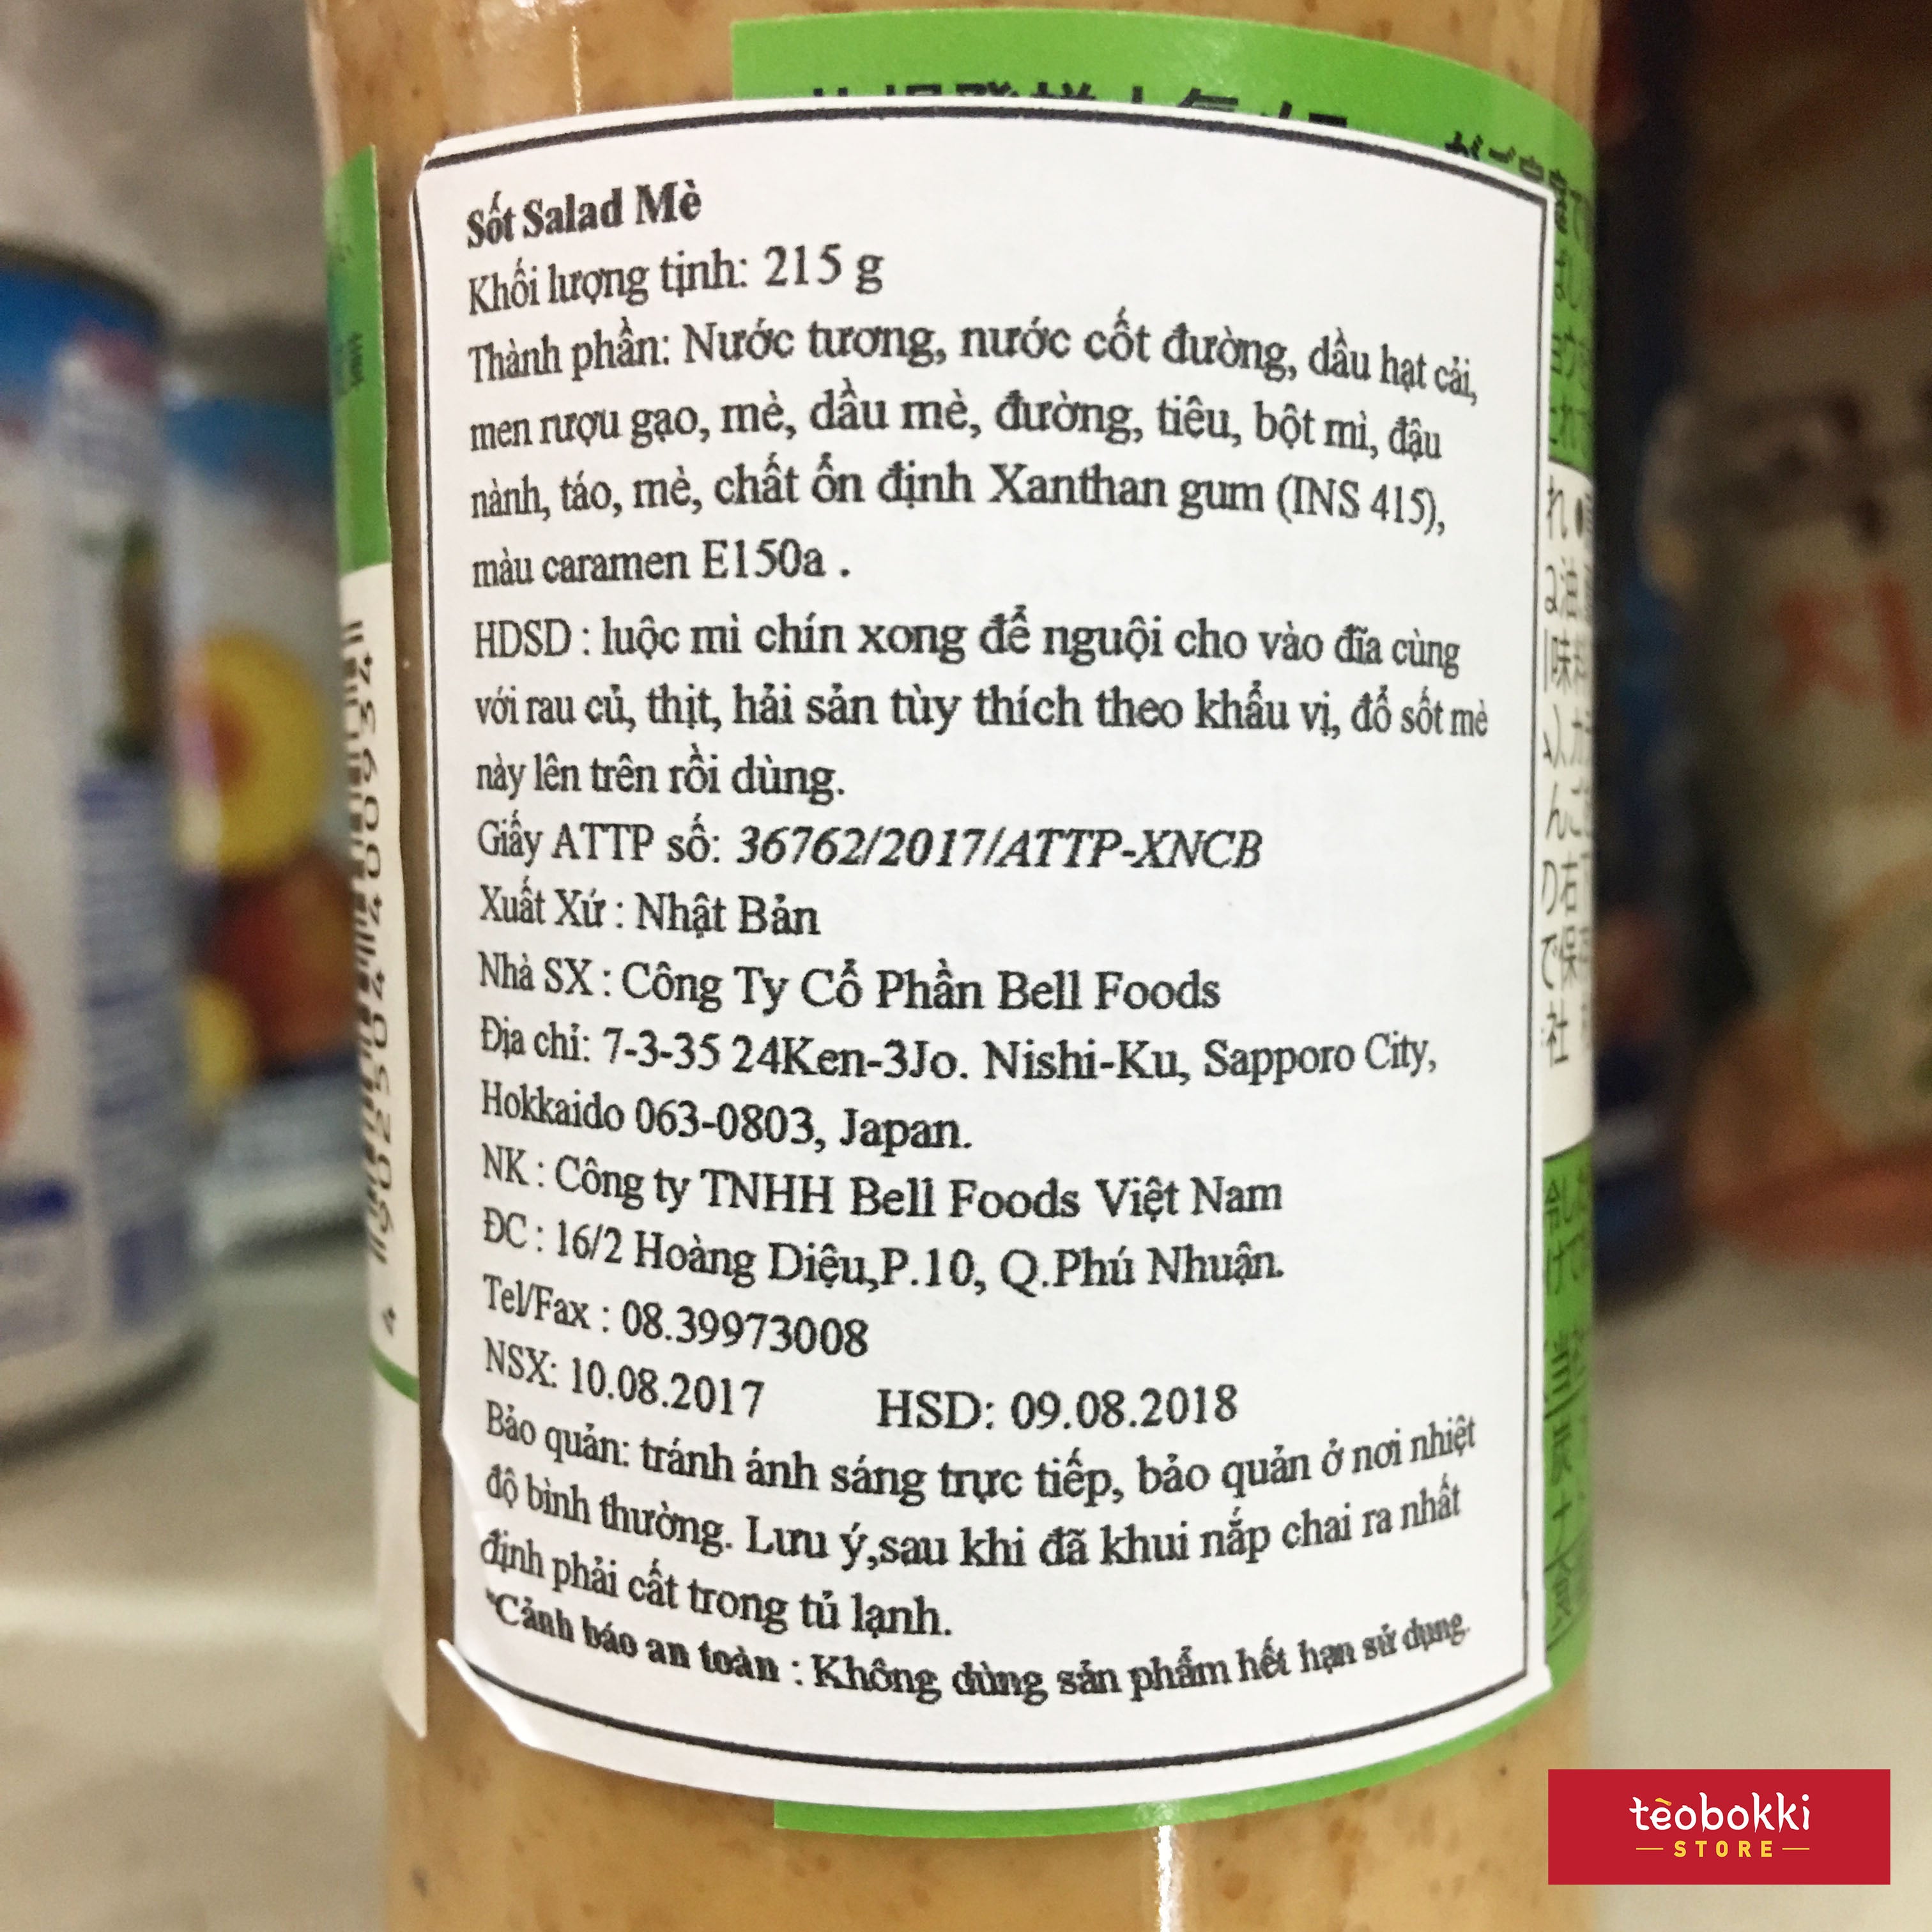 Sốt Salad Mè
Khối lượng tịnh: 215 g
Thành phần: Nước tương, nước cốt đường, dầu hạt cải,
men rượu gạo, mè, dầu mè, đường, tiêu, bột mì, đậu
nành, táo, mè, chất ổn định Xanthan gum (INS 415),
màu caramen E150a .
HDSD : luộc mì chín xong để nguội cho vào đĩa cùng
với rau củ, thịt, hải sản tùy thích theo khẩu vị, đổ sốt mè
này lên trên rồi dùng.
Giấy ATTP số: 36762/2017/ATTP-XNCB
Xuất Xứ : Nhật Bản
Nhà SX : Công Ty Cổ Phần Bell Foods
Địa chỉ: 7-3-35 24Ken-3Jo. Nishi-Ku, Sapporo City,
Hokkaido 063-0803, Japan.
NK : Công ty TNHH Bell Foods Việt Nam
ĐC : 16/2 Hoàng Diệu,P.10, Q.Phú Nhuận.
Tel/Fax : 08.39973008
NSX: 10.08.2017 HSD: 09.08.2018
Bảo quản: tránh ánh sáng trực tiếp, bảo quản ở nơi nhiệt
độ bình thường. Lưu ý,sau khi đã khui nắp chai ra nhất
định phải cất trong tủ lạnh.
*Cảnh báo an toàn : Không dùng sản phẩm hết hạn sử dụng.
4 902504 009334
tèobokki
STORE